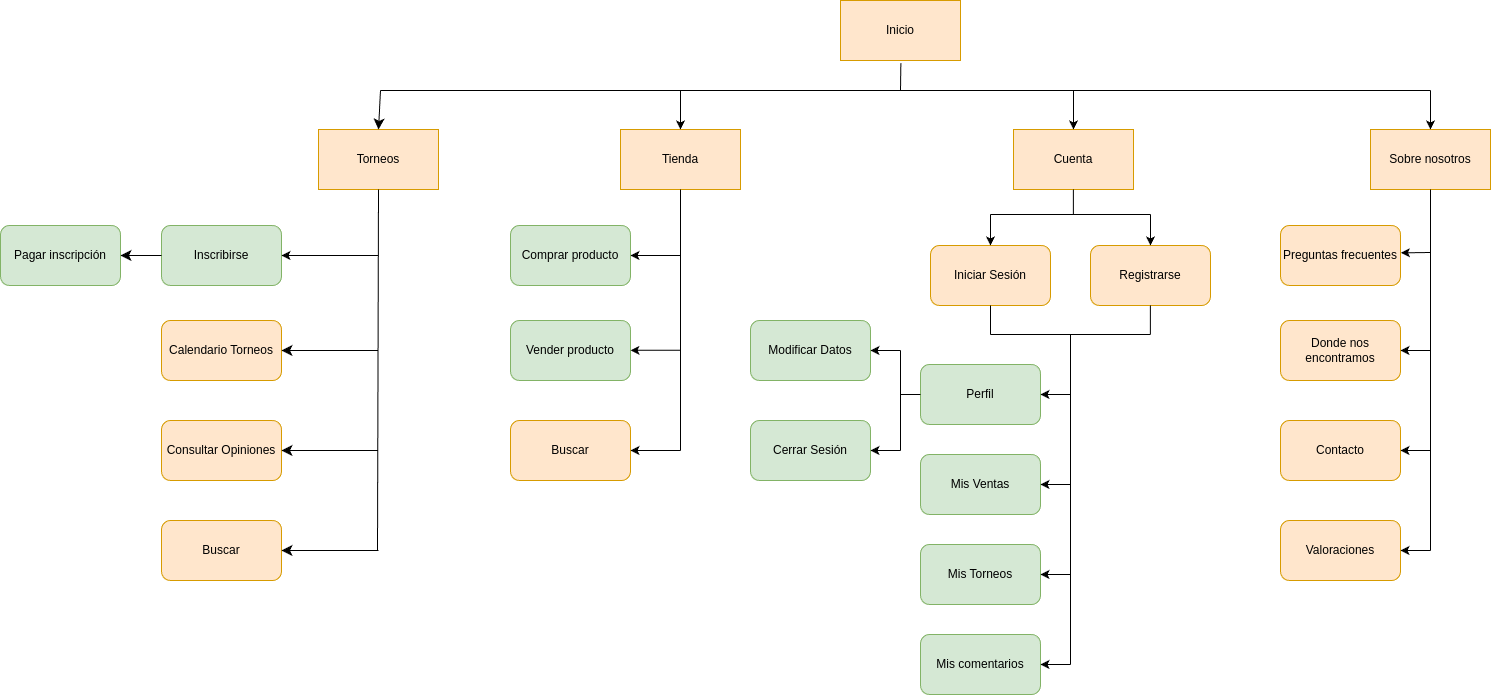 Inicio
Torneos
Tienda
Cuenta
Sobre nosotros
Pagar inscripción
Inscribirse
Comprar producto
Iniciar Sesión
Registrarse
Preguntas frecuentes
Calendario Torneos
Vender producto
Modificar Datos
Perfil
Donde nos
encontramos
Consultar Opiniones
Buscar
Cerrar Sesión
Mis Ventas
Contacto
Buscar
Mis Torneos
Valoraciones
Mis comentarios